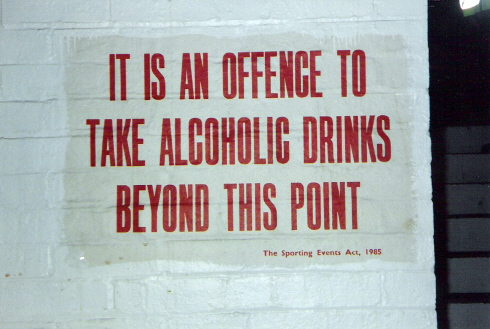 IT IS AN OFFENCE TO
TAKE ALCOHOLIC DRINKS
BEYOND THIS POINT
The Sporting Events Act, 1985